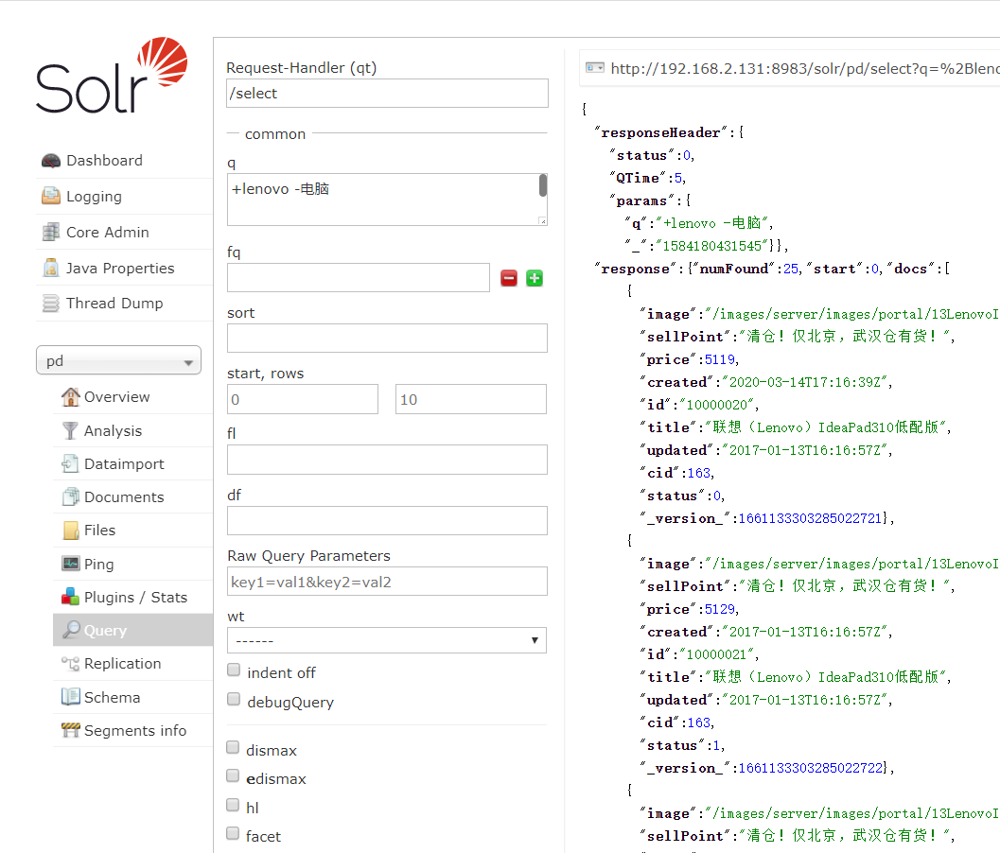 Solr
Dashboard
Logging
Core Admin
Java Properties
Thread Dump
pd
Overview
Analysis
Dataimport
Documents
Files
Ping
Plugins / Stats
Query
Replication
Schema
Segments info
Request-Handler (qt)
/select
common
q
+lenovo -电脑
fq
sort
start, rows
0
10
fl
df
Raw Query Parameters
key1=val1&key2=val2
wt
------
indent off
debugQuery
dismax
edismax
hl
facet
http://192.168.2.131:8983/solr/pd/select?q=%2Bleno
{
"responseHeader":{
"status":0,
"QTime":5,
"params":{
"q":"+lenovo -电脑",
"_":"1584180431545"}},
"response":{"numFound":25,"start":0,"docs":[
{
"image":"/images/server/images/portal/13LenovoI
"sellPoint":"清仓！仅北京，武汉仓有货！",
"price":5119,
"created":"2020-03-14T17:16:39Z",
"id":"10000020",
"title":"联想（Lenovo）IdeaPad310低配版",
"updated":"2017-01-13T16:16:57Z",
"cid":163,
"status":0,
"_version_":1661133303285022721},
{
"image":"/images/server/images/portal/13LenovoI
"sellPoint":"清仓！仅北京，武汉仓有货！",
"price":5129,
"created":"2017-01-13T16:16:57Z",
"id":"10000021",
"title":"联想（Lenovo）IdeaPad310低配版",
"updated":"2017-01-13T16:16:57Z",
"cid":163,
"status":1,
"_version_":1661133303285022722},
{
"image":"/images/server/images/portal/13LenovoI
"sellPoint":"清仓！仅北京，武汉仓有货！",